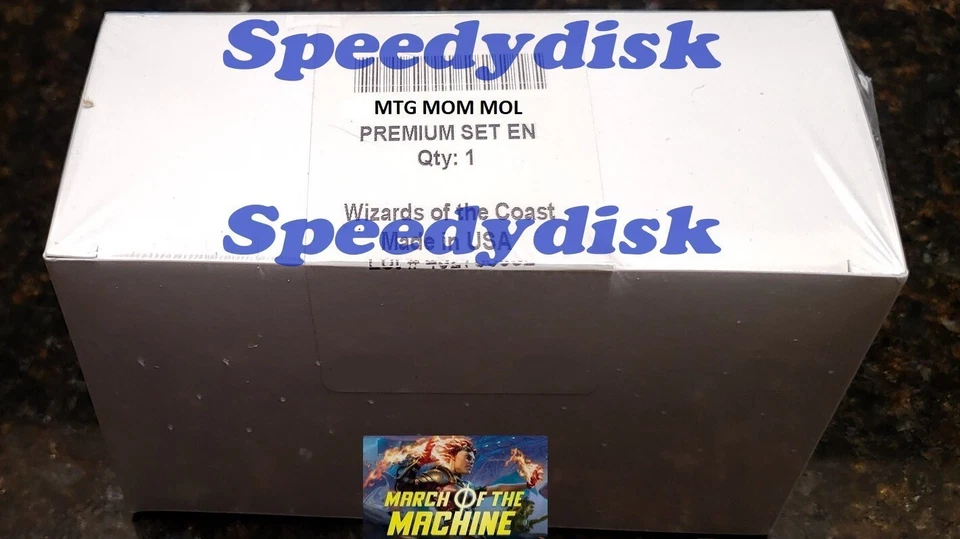 Speedydisk
MTG MOM MOL
PREMIUM SET EN
Qty: 1
Wizards of the Coast
Speedydisk
Made in USA
MARCH OF THE
MACHINE